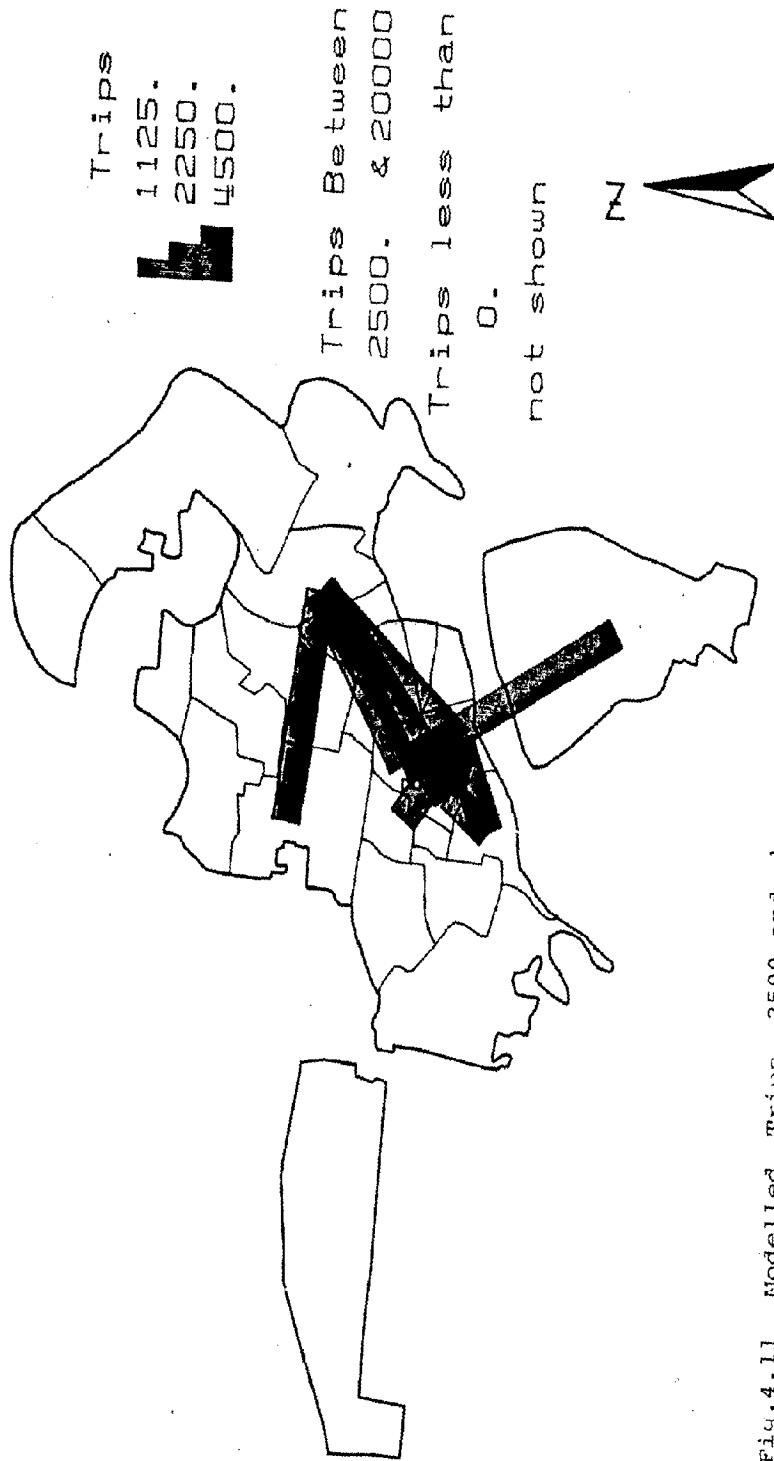 Trips
1125.
2250.
4500.
Trips Between
2500. & 20000
Trips less than
0.
not shown
N
Fig.4.11 Modelled Trips 2500 and